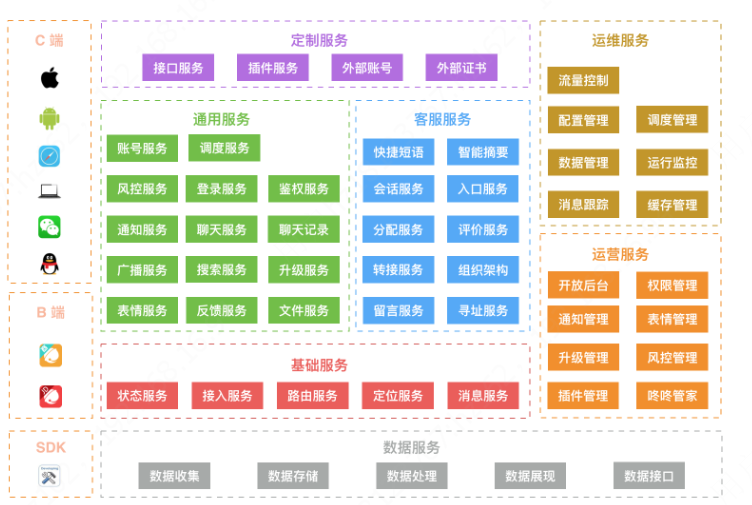 C 端
定制服务
接口服务
插件服务
外部账号
外部证书
通用服务
账号服务
调度服务
风控服务
登录服务
鉴权服务
通知服务
聊天服务
聊天记录
广播服务
搜索服务
升级服务
表情服务
反馈服务
文件服务
客服服务
快捷短语
智能摘要
会话服务
入口服务
分配服务
评价服务
转接服务
组织架构
留言服务
寻址服务
运维服务
流量控制
配置管理
调度管理
数据管理
运行监控
消息跟踪
缓存管理
B 端
基础服务
状态服务
接入服务
路由服务
定位服务
消息服务
运营服务
开放后台
权限管理
通知管理
表情管理
升级管理
风控管理
插件管理
咚咚管家
SDK
数据服务
数据收集
数据存储
数据处理
数据展现
数据接口